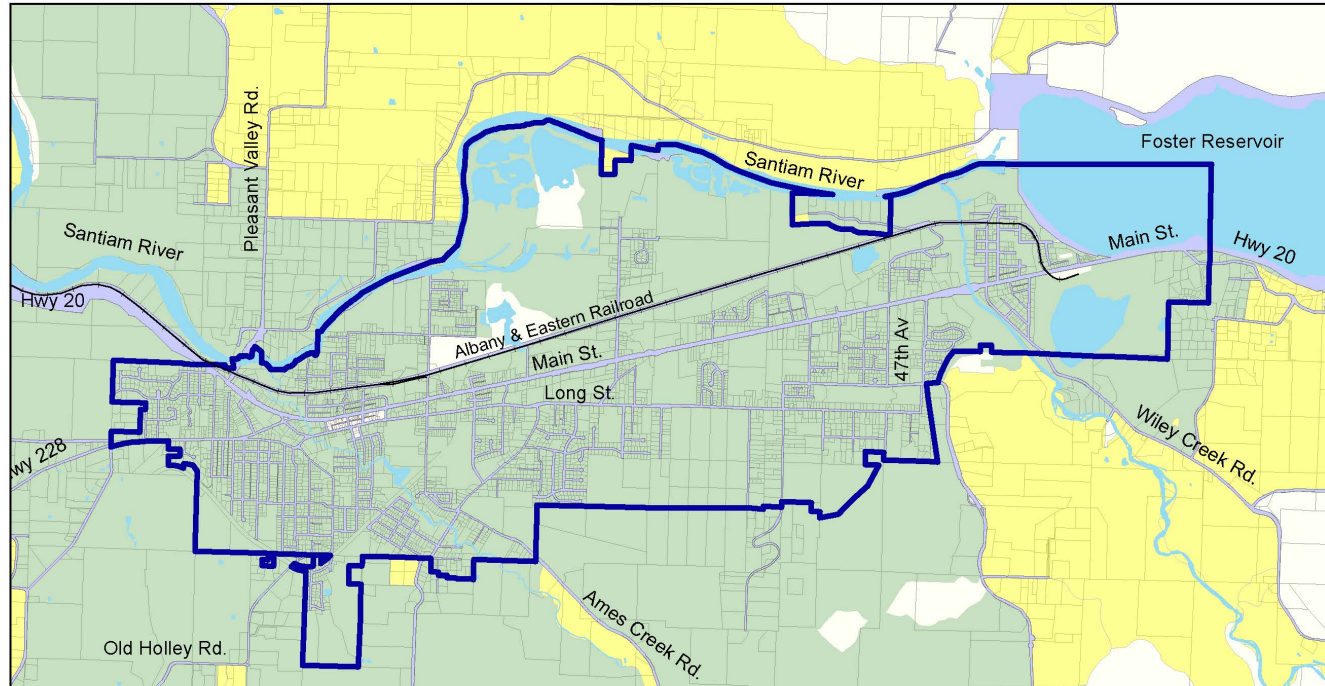 Pleasant Valley Rd.
Foster Reservoir
Santiam River
Santiam River
Main St.
Hwy 20
Hwy 20
Albany & Eastern Railroad
Main St.
47th Av
Long St.
wy 228
Wiley Creek Rd.
Ames Creek Rd.
Old Holley Rd.